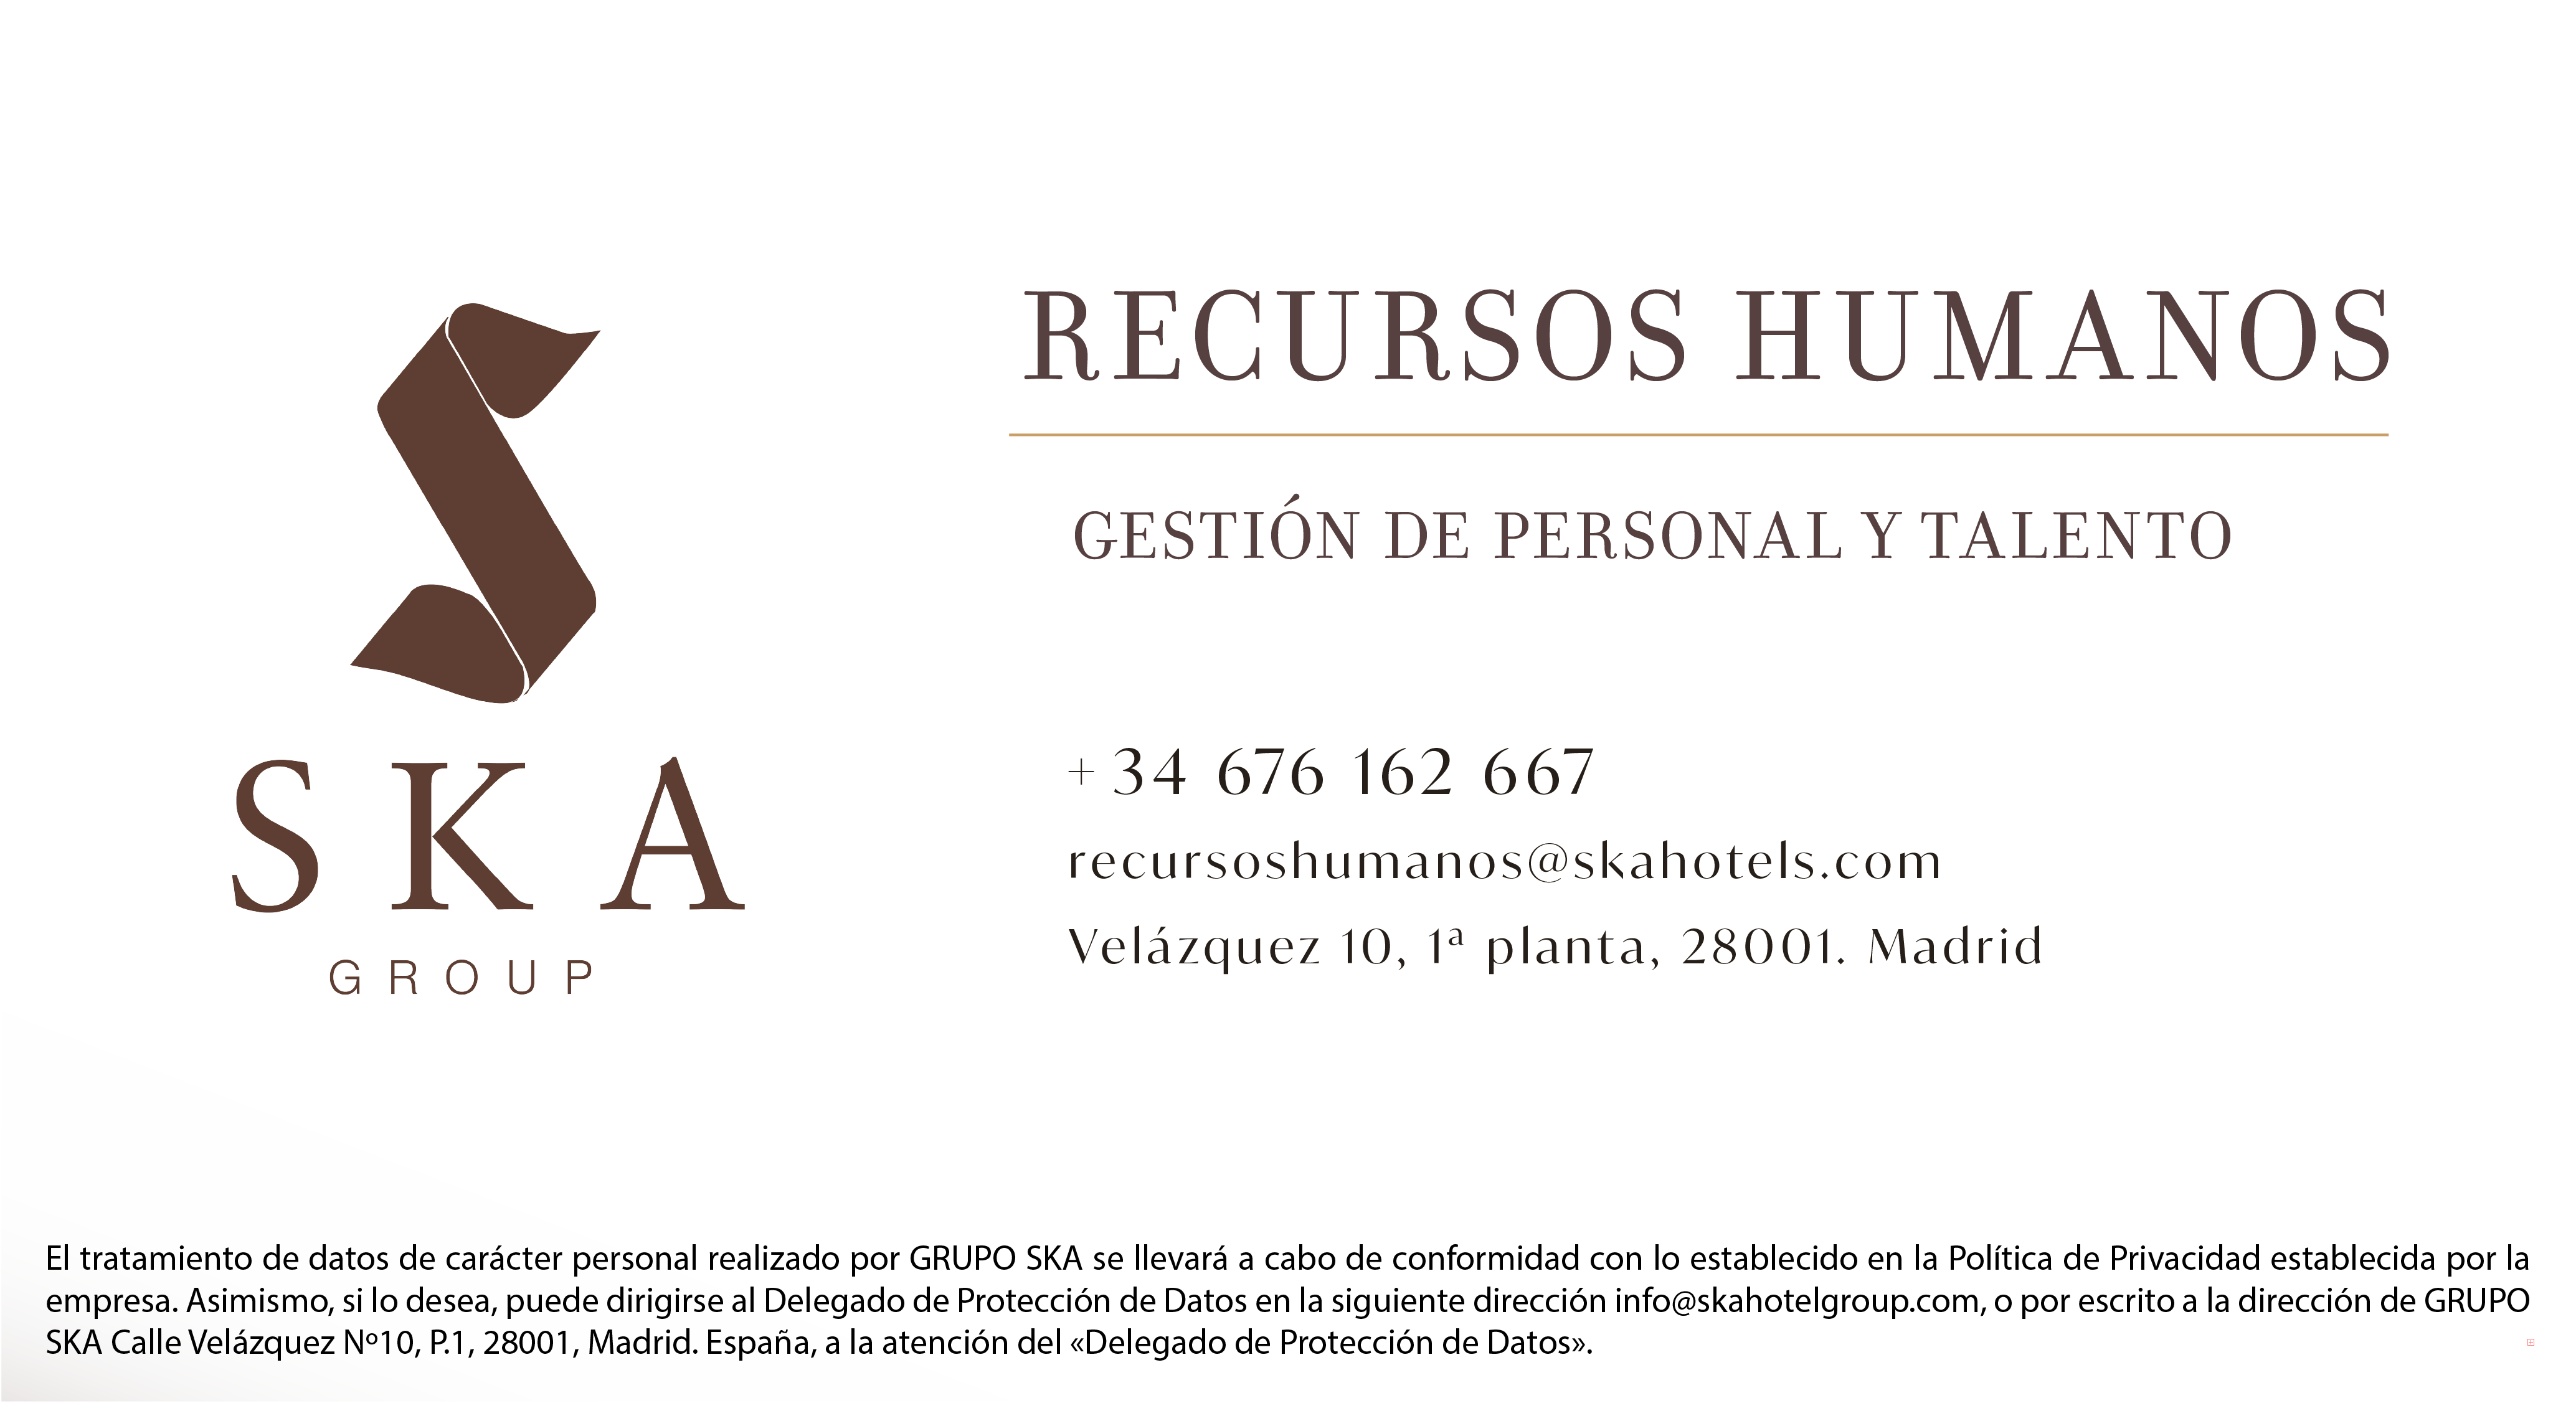 RECURSOS HUMANOS
GESTIÓN DE PERSONAL Y TALENTO
SKA
GROUP
+ 34 676 162 667
recursoshumanos@skahotels.com
Velázquez 10, 1ª planta, 28001. Madrid
El tratamiento de datos de carácter personal realizado por GRUPO SKA se llevará a cabo de conformidad con lo establecido en la Política de Privacidad establecida por la
empresa. Asimismo, si lo desea, puede dirigirse al Delegado de Protección de Datos en la siguiente dirección info@skahotelgroup.com, o por escrito a la dirección de GRUPO
SKA Calle Velázquez Nº10, P.1, 28001, Madrid. España, a la atención del «Delegado de Protección de Datos».